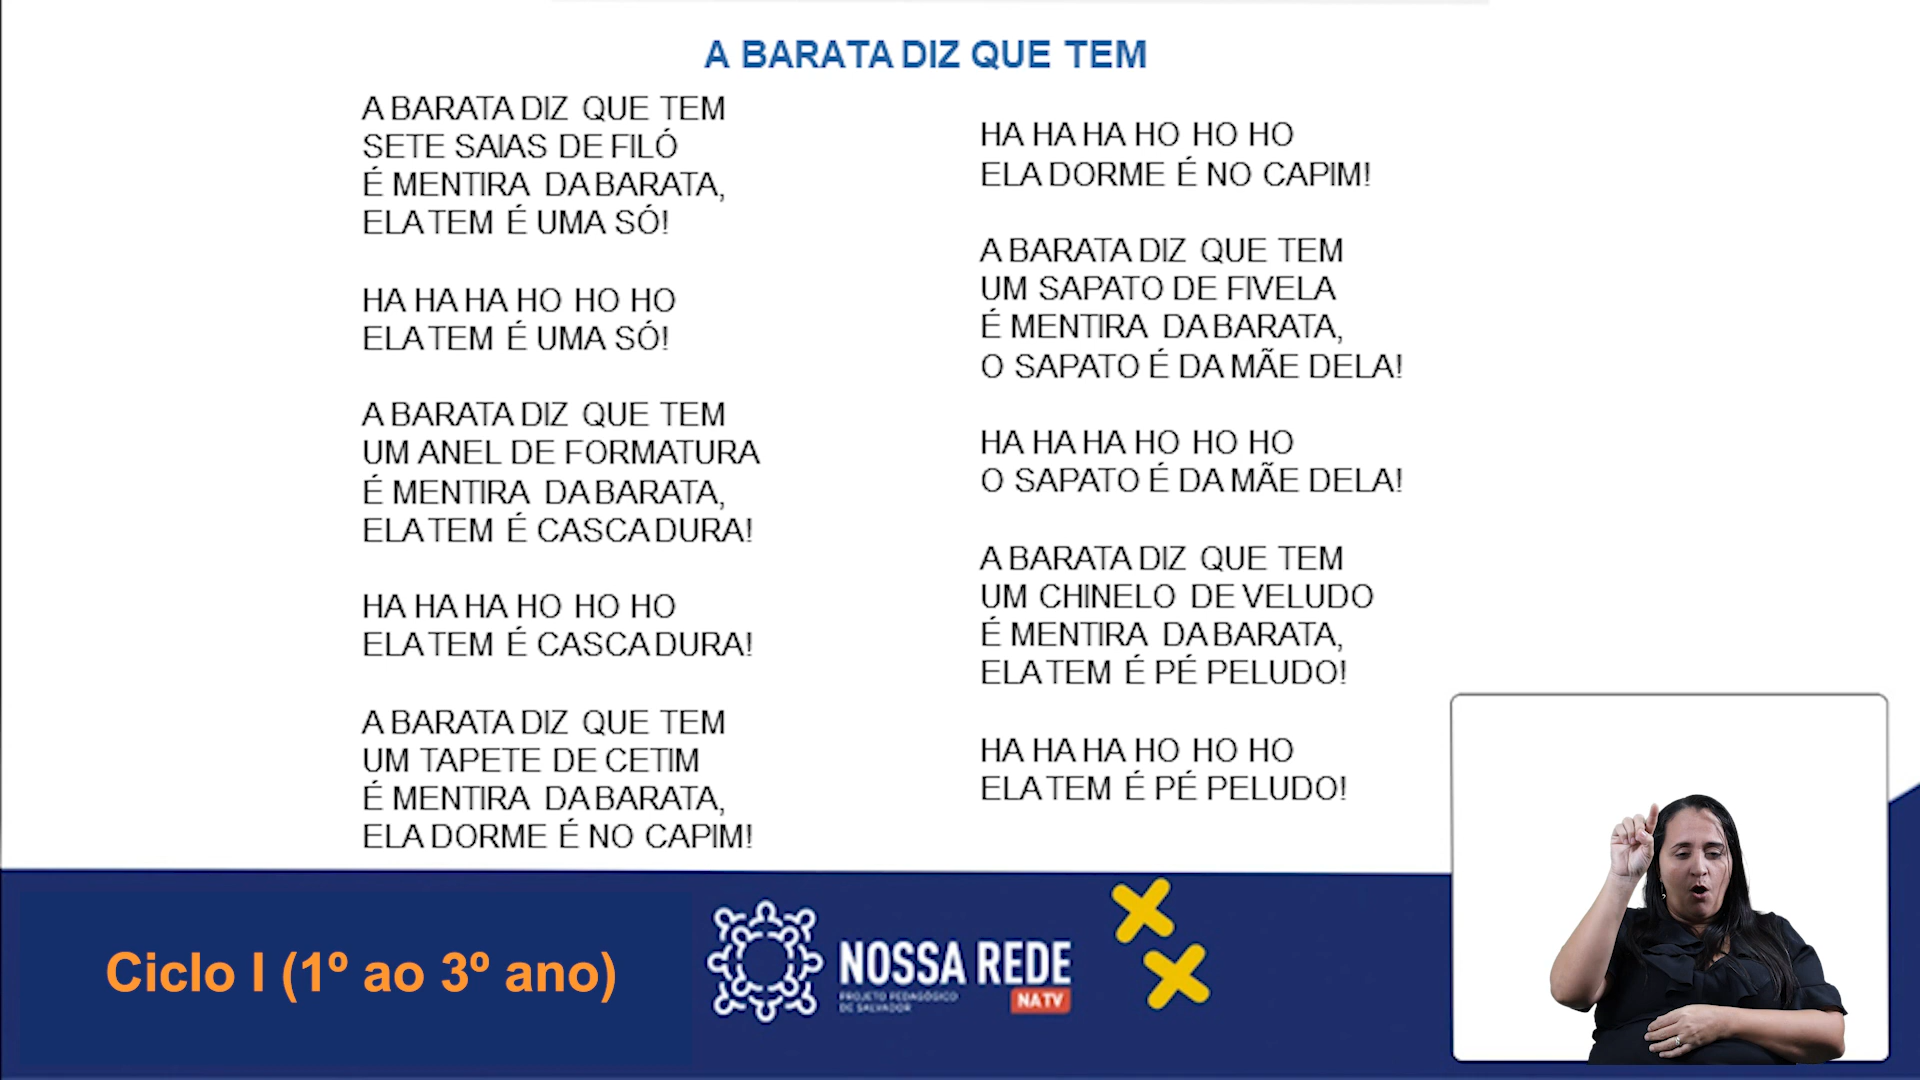 A BARATA DIZ QUE TEM
A BARATA DIZ QUE TEM
SETE SAIAS DE FILÓ
É MENTIRA DA BARATA,
ELA TEM É UMA SÓ!
HA HA HA HO HO HO
ELA TEM É UMA SÓ!
A BARATA DIZ QUE TEM
UM ANEL DE FORMATURA
É MENTIRA DA BARATA,
ELA TEM É CASCA DURA!
HA HA HA HO HO HO
ELA TEM É CASCA DURA!
A BARATA DIZ QUE TEM
UM TAPETE DE CETIM
É MENTIRA DA BARATA,
ELA DORME É NO CAPIM!
HA HA HA HO HO HO
ELA DORME É NO CAPIM!
A BARATA DIZ QUE TEM
UM SAPATO DE FIVELA
É MENTIRA DA BARATA,
O SAPATO É DA MÃE DELA!
HA HA HA HO HO HO
O SAPATO É DA MÃE DELA!
A BARATA DIZ QUE TEM
UM CHINELO DE VELUDO
É MENTIRA DA BARATA,
ELA TEM É PÉ PELUDO!
HA HA HA HO HO HO
ELA TEM É PÉ PELUDO!
Ciclo I (1º ao 3º ano)
NOSSA REDE
PROJETO PEDAGÓGICO
DE SALVADOR
NA TV